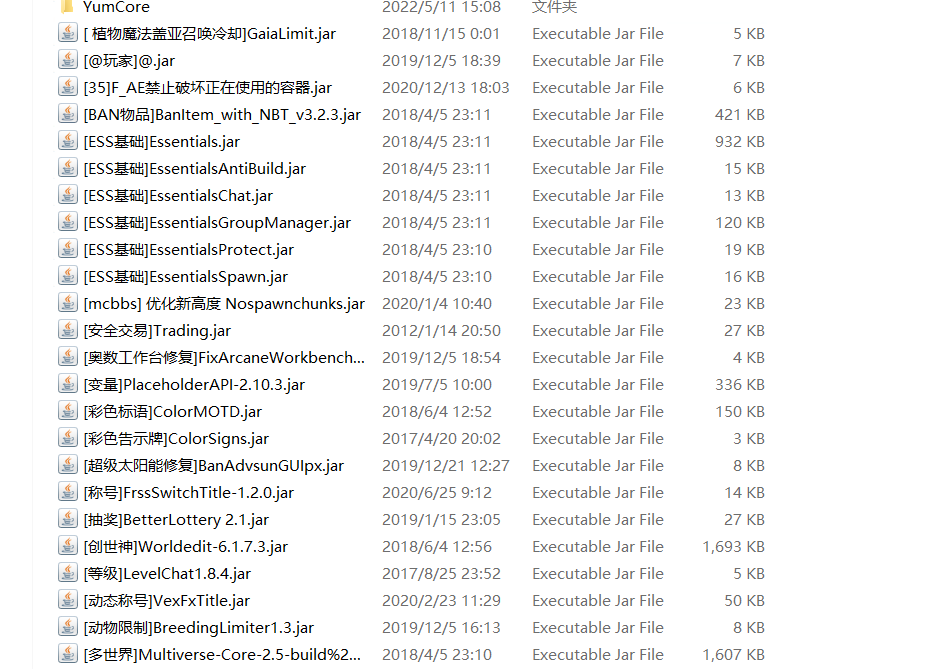 YumCore 2022/5/11 15:08 文件夹
[ 植物魔法盖亚召唤冷却]GaiaLimit.jar 2018/11/15 0:01 Executable Jar File 5 KB
[@玩家]@.jar 2019/12/5 18:39 Executable Jar File 7 KB
[35]F_AE禁止破坏正在使用的容器.jar 2020/12/13 18:03 Executable Jar File 6 KB
[BAN物品]BanItem_with_NBT_v3.2.3.jar 2018/4/5 23:11 Executable Jar File 421 KB
[ESS基础]Essentials.jar 2018/4/5 23:11 Executable Jar File 932 KB
[ESS基础]EssentialsAntiBuild.jar 2018/4/5 23:11 Executable Jar File 15 KB
[ESS基础]EssentialsChat.jar 2018/4/5 23:11 Executable Jar File 13 KB
[ESS基础]EssentialsGroupManager.jar 2018/4/5 23:11 Executable Jar File 120 KB
[ESS基础]EssentialsProtect.jar 2018/4/5 23:10 Executable Jar File 19 KB
[ESS基础]EssentialsSpawn.jar 2018/4/5 23:10 Executable Jar File 16 KB
[mcbbs] 优化新高度 Nospawnchunks.jar 2020/1/4 10:40 Executable Jar File 23 KB
[安全交易]Trading.jar 2012/1/14 20:50 Executable Jar File 27 KB
[奥数工作台修复]FixArcaneWorkbench... 2019/12/5 18:54 Executable Jar File 4 KB
[变量]PlaceholderAPI-2.10.3.jar 2019/7/5 10:00 Executable Jar File 336 KB
[彩色标语]ColorMOTD.jar 2018/6/4 12:52 Executable Jar File 150 KB
[彩色告示牌]ColorSigns.jar 2017/4/20 20:02 Executable Jar File 3 KB
[超级太阳能修复]BanAdvsunGUIpx.jar 2019/12/21 12:27 Executable Jar File 8 KB
[称号]FrssSwitchTitle-1.2.0.jar 2020/6/25 9:12 Executable Jar File 14 KB
[抽奖]BetterLottery 2.1.jar 2019/1/15 23:05 Executable Jar File 27 KB
[创世神]Worldedit-6.1.7.3.jar 2018/6/4 12:56 Executable Jar File 1,693 KB
[等级]LevelChat1.8.4.jar 2017/8/25 23:52 Executable Jar File 5 KB
[动态称号]VexFxTitle.jar 2020/2/23 11:29 Executable Jar File 50 KB
[动物限制]BreedingLimiter1.3.jar 2019/12/5 16:13 Executable Jar File 8 KB
[多世界]Multiverse-Core-2.5-build%2... 2018/4/5 23:10 Executable Jar File 1,607 KB